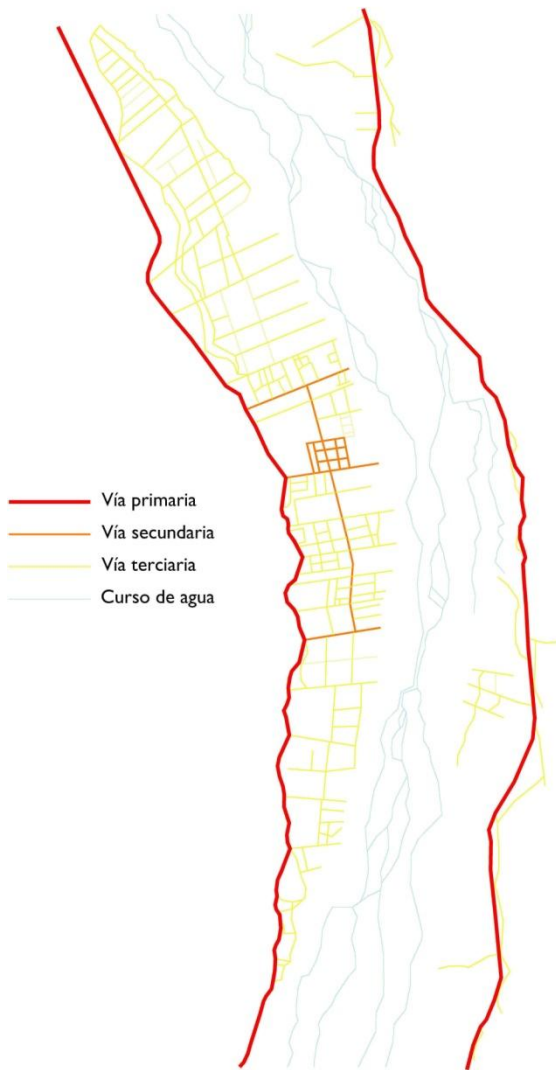 Vía primaria
Vía secundaria
Vía terciaria
Curso de agua